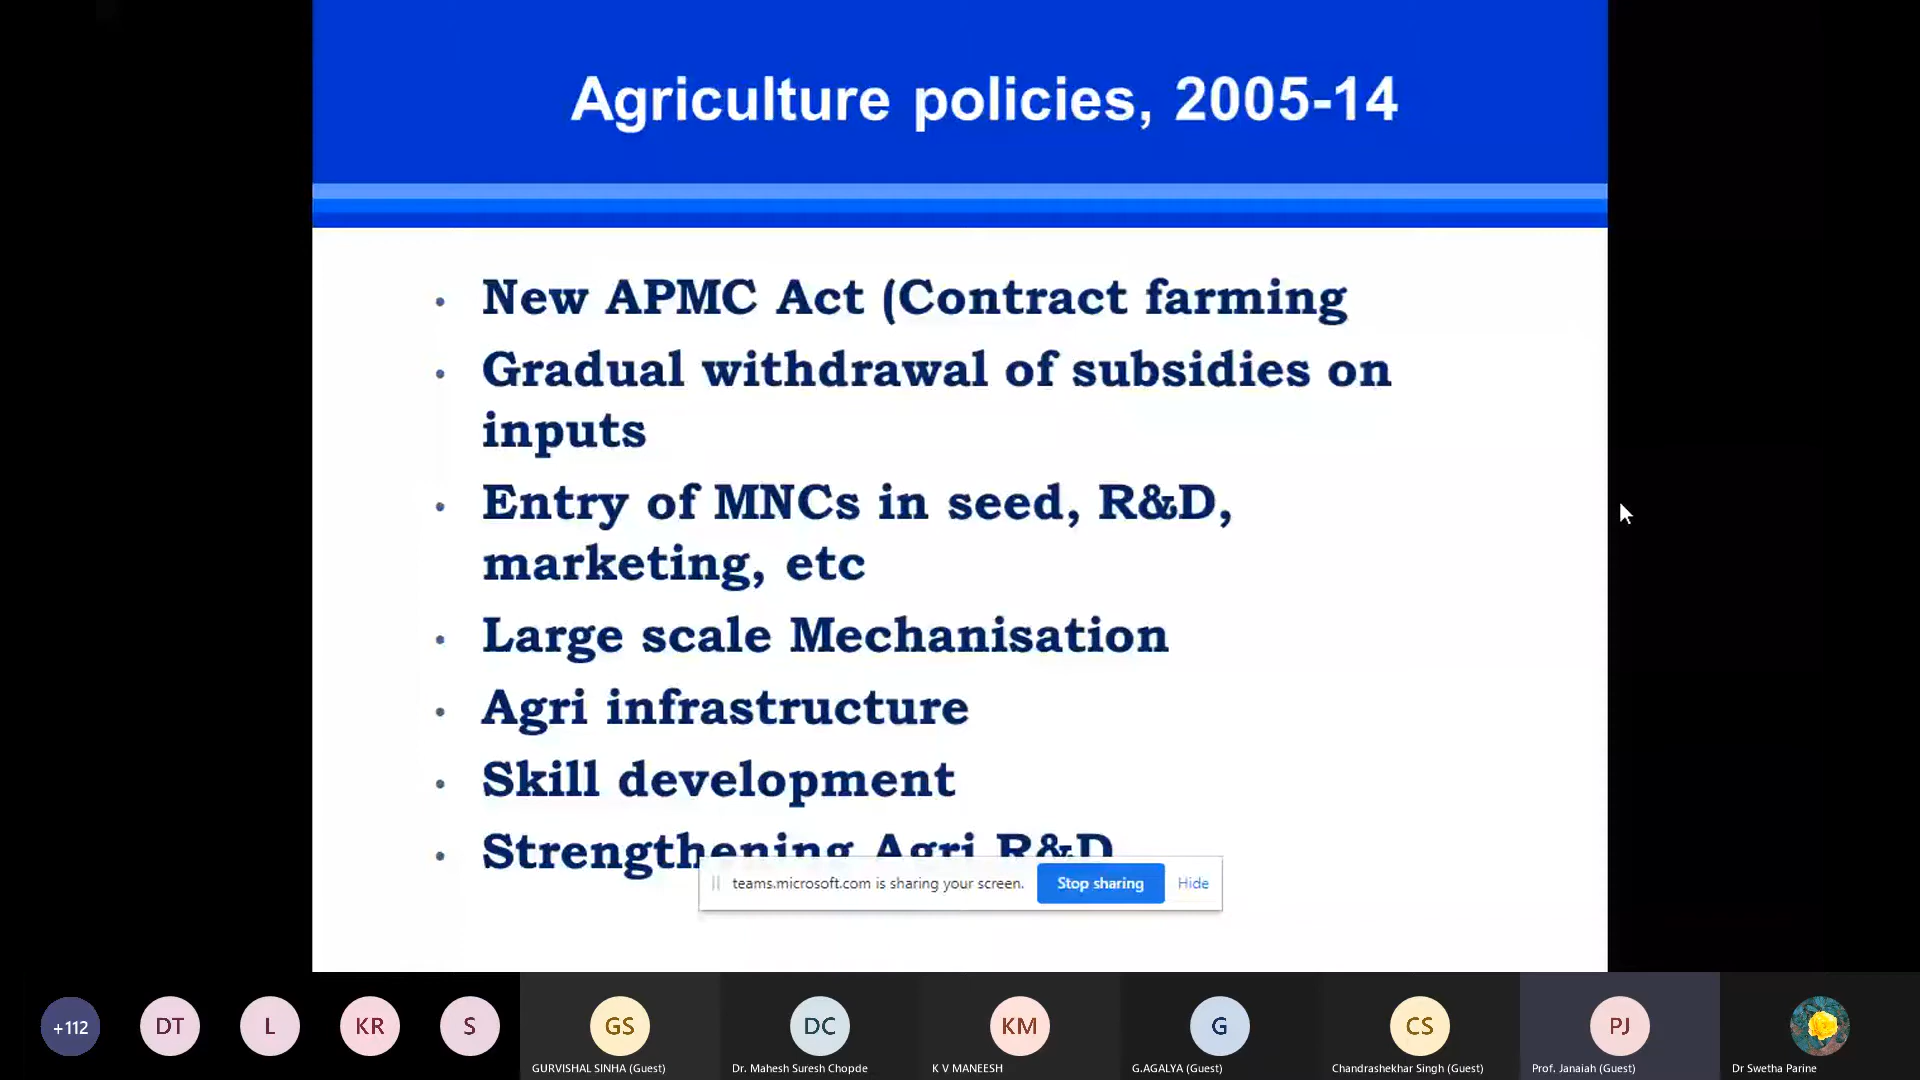 Agriculture policies, 2005-14
• New APMC Act (Contract farming
• Gradual withdrawal of subsidies on
inputs
• Entry of MNCs in seed, R&D,
marketing, etc
• Large scale Mechanisation
• Agri infrastructure
• Skill development
• Strengthening Agri R&D
teams.microsoft.com is sharing your screen. Stop sharing Hide
+112 DT L KR S GS DC KM G CS PJ
GURVISHAL SINHA (Guest) Dr. Mahesh Suresh Chopde K V MANEESH G.AGALYA (Guest) Chandrashekhar Singh (Guest) Prof. Janaiah (Guest) Dr Swetha Parine